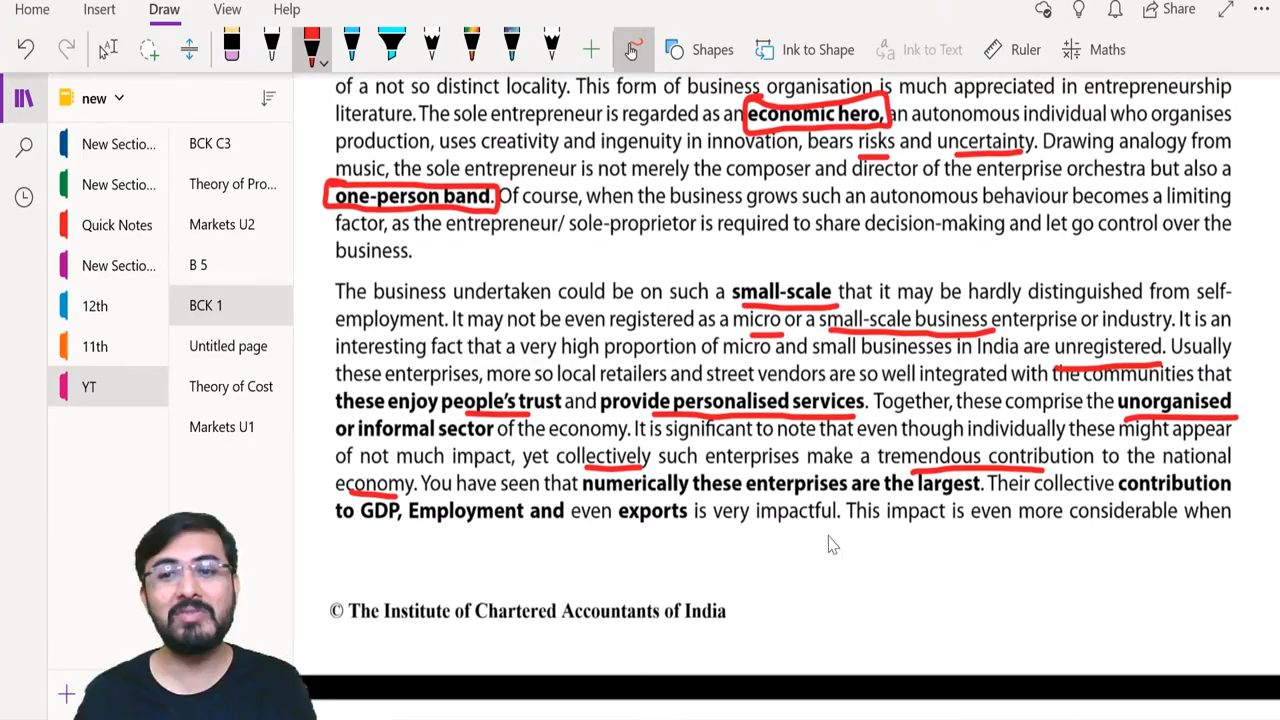 Home Insert Draw View Help Share
Shapes Ink to Shape Ink to Text Ruler Maths
new
New Sectio... BCK C3
New Sectio... Theory of Pro...
Quick Notes Markets U2
New Sectio... B 5
12th BCK 1
11th Untitled page
YT Theory of Cost
Markets U1
of a not so distinct locality. This form of business organisation is much appreciated in entrepreneurship
literature. The sole entrepreneur is regarded as an economic hero, an autonomous individual who organises
production, uses creativity and ingenuity in innovation, bears risks and uncertainty. Drawing analogy from
music, the sole entrepreneur is not merely the composer and director of the enterprise orchestra but also a
one-person band. Of course, when the business grows such an autonomous behaviour becomes a limiting
factor, as the entrepreneur/ sole-proprietor is required to share decision-making and let go control over the
business.
The business undertaken could be on such a small-scale that it may be hardly distinguished from self-
employment. It may not be even registered as a micro or a small-scale business enterprise or industry. It is an
interesting fact that a very high proportion of micro and small businesses in India are unregistered. Usually
these enterprises, more so local retailers and street vendors are so well integrated with the communities that
these enjoy people's trust and provide personalised services. Together, these comprise the unorganised
or informal sector of the economy. It is significant to note that even though individually these might appear
of not much impact, yet collectively such enterprises make a tremendous contribution to the national
economy. You have seen that numerically these enterprises are the largest. Their collective contribution
to GDP, Employment and even exports is very impactful. This impact is even more considerable when
© The Institute of Chartered Accountants of India